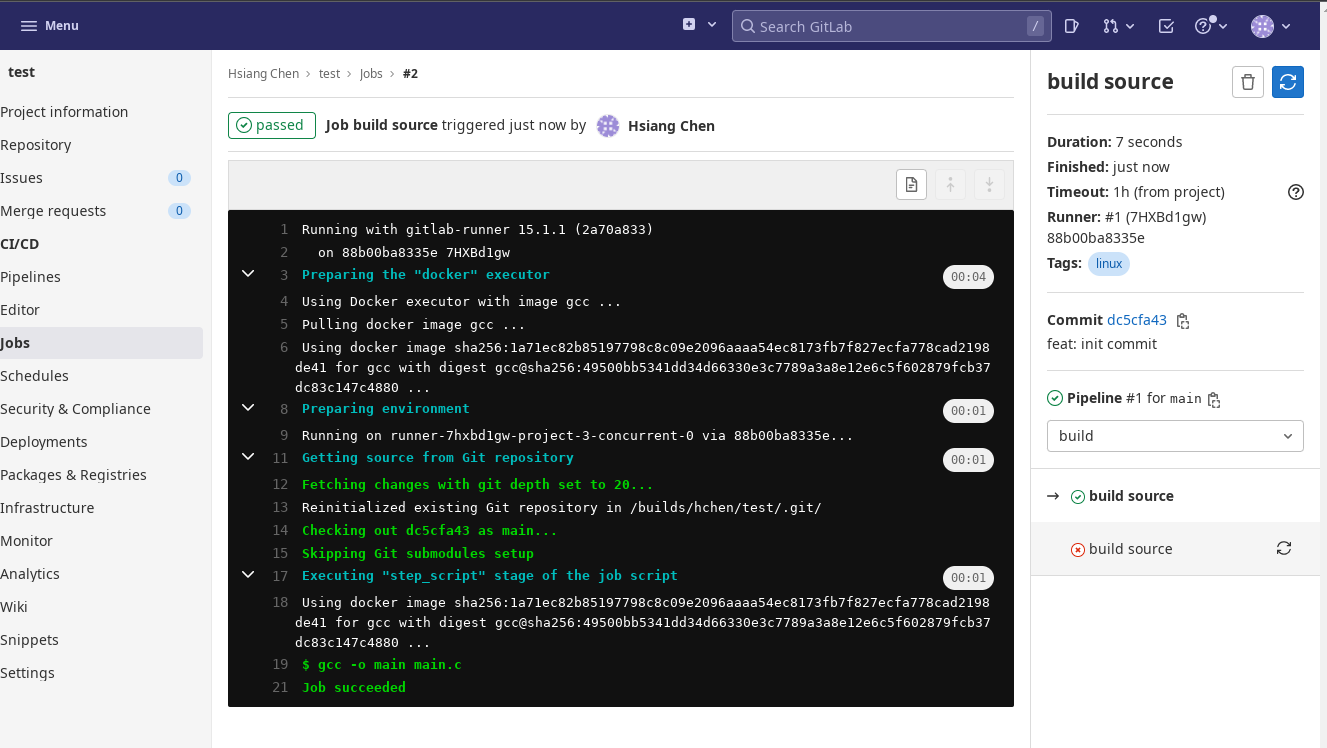 Menu
Search GitLab
/
test
Project information
Repository
Issues 0
Merge requests 0
CI/CD
Pipelines
Editor
Jobs
Schedules
Security & Compliance
Deployments
Packages & Registries
Infrastructure
Monitor
Analytics
Wiki
Snippets
Settings
Hsiang Chen › test › Jobs › #2
passed Job build source triggered just now by Hsiang Chen
1 Running with gitlab-runner 15.1.1 (2a70a833)
2 on 88b00ba8335e 7HXBd1gw
3 Preparing the "docker" executor 00:04
4 Using Docker executor with image gcc ...
5 Pulling docker image gcc ...
6 Using docker image sha256:1a71ec82b85197798c8c09e2096aaaa54ec8173fb7f827ecfa778cad2198
de41 for gcc with digest gcc@sha256:49500bb5341dd34d66330e3c7789a3a8e12e6c5f602879fcb37
dc83c147c4880 ...
8 Preparing environment 00:01
9 Running on runner-7hxbd1gw-project-3-concurrent-0 via 88b00ba8335e...
11 Getting source from Git repository 00:01
12 Fetching changes with git depth set to 20...
13 Reinitialized existing Git repository in /builds/hchen/test/.git/
14 Checking out dc5cfa43 as main...
15 Skipping Git submodules setup
17 Executing "step_script" stage of the job script 00:01
18 Using docker image sha256:1a71ec82b85197798c8c09e2096aaaa54ec8173fb7f827ecfa778cad2198
de41 for gcc with digest gcc@sha256:49500bb5341dd34d66330e3c7789a3a8e12e6c5f602879fcb37
dc83c147c4880 ...
19 $ gcc -o main main.c
21 Job succeeded
build source
Duration: 7 seconds
Finished: just now
Timeout: 1h (from project)
Runner: #1 (7HXBd1gw)
88b00ba8335e
Tags: linux
Commit dc5cfa43
feat: init commit
Pipeline #1 for main
build
→ build source
build source